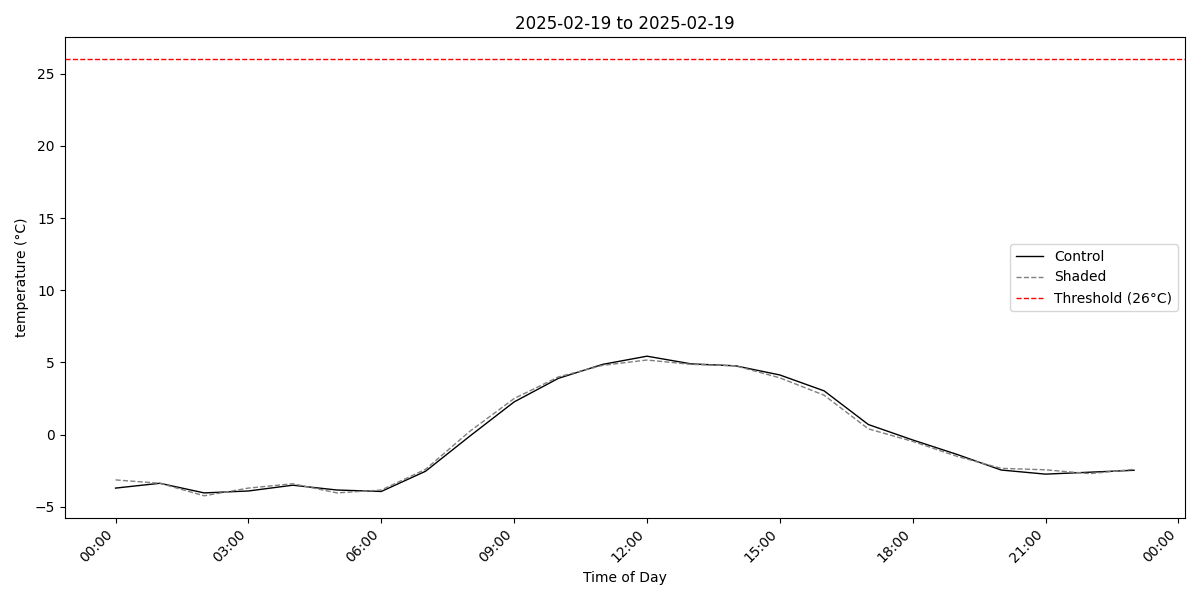 2025-02-19 to 2025-02-19
temperature (°C)
25
20
15
10
5
0
−5
Control
Shaded
Threshold (26°C)
00:00
03:00
06:00
09:00
12:00
15:00
18:00
21:00
00:00
Time of Day